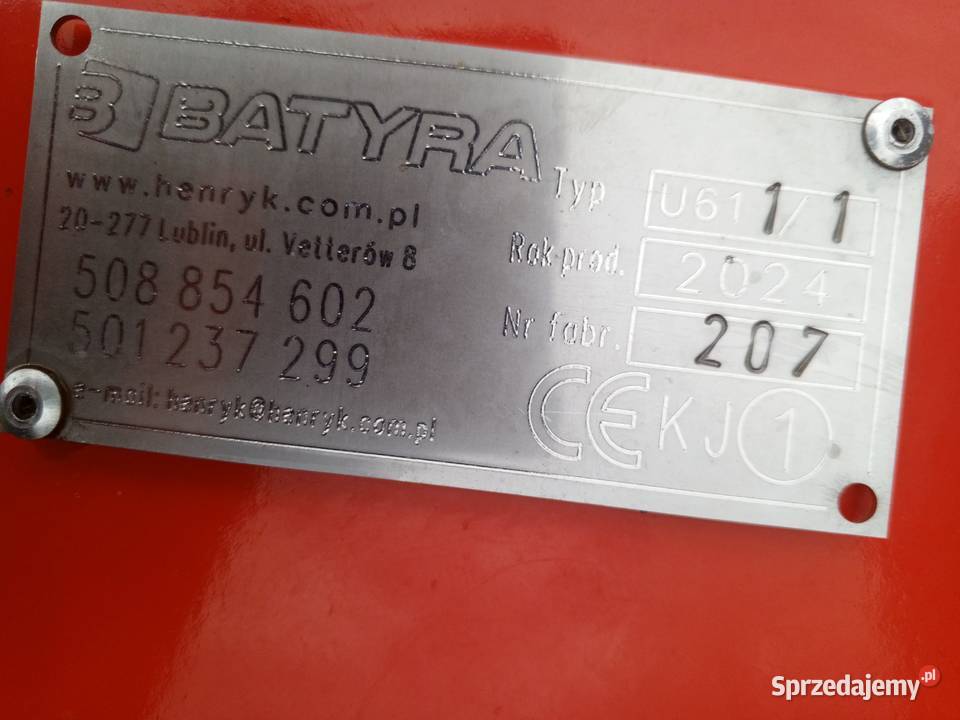 BATYRA
www.henryk.com.pl
20-277 Lublin, ul. Vetterów 8
508 854 602
501 237 299
e-mail: henryk@henryk.com.pl
Typ U61 1/1
Rok prod. 2024
Nr fabr. 207
CE KJ 1
Sprzedajemy.pl